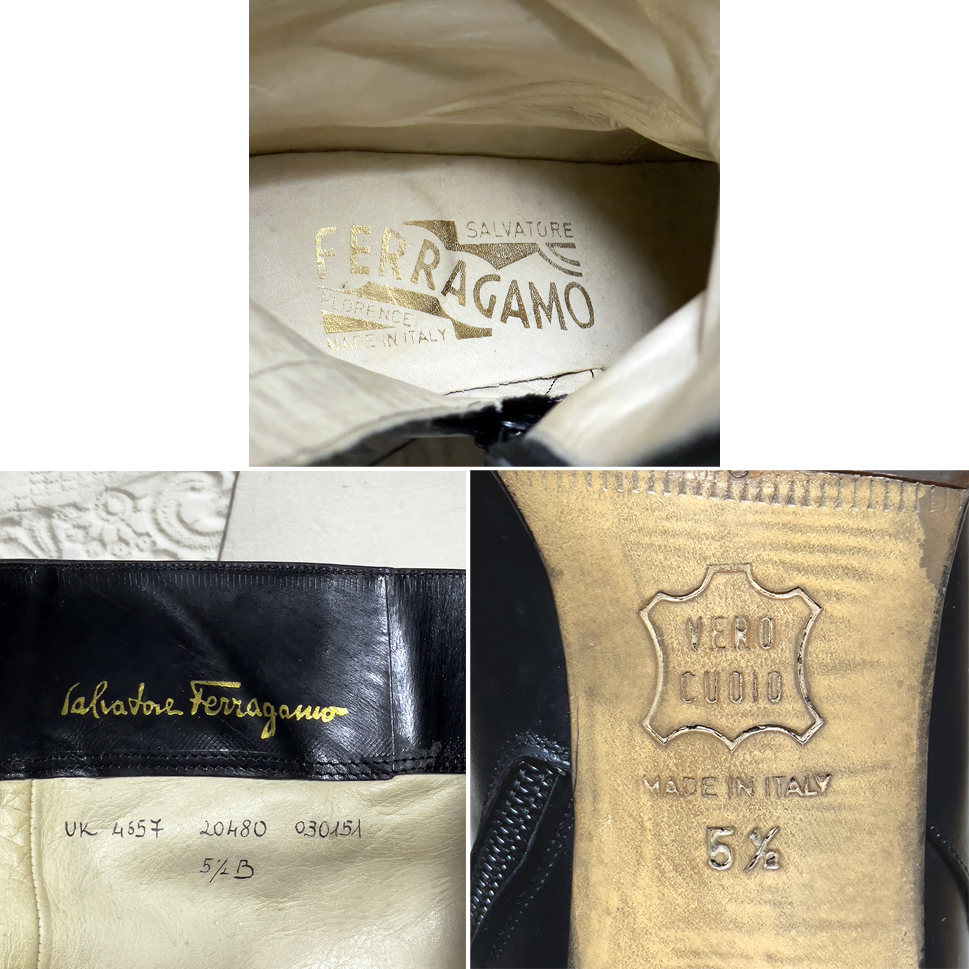 SALVATORE
FERRAGAMO
FLORENCE
MADE IN ITALY
Salvatore Ferragamo
UK 4657 20480 030151
5½ B
VERO
CUOIO
MADE IN ITALY
5½